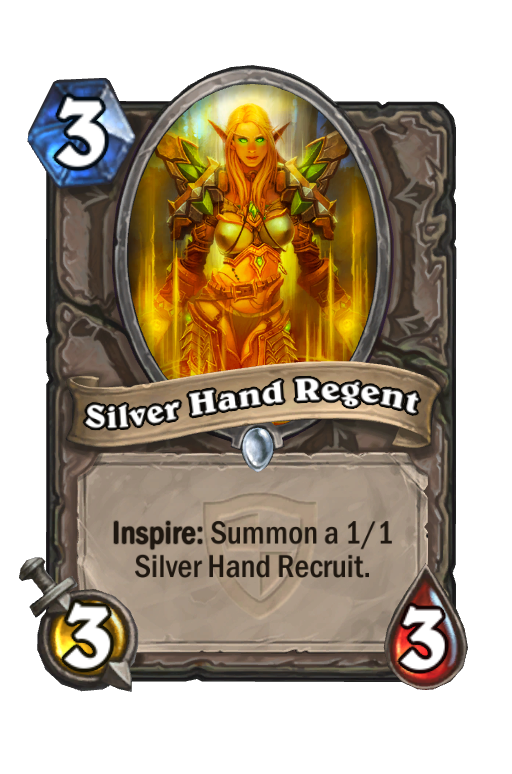 3
Silver Hand Regent
Inspire: Summon a 1/1
Silver Hand Recruit.
3
3